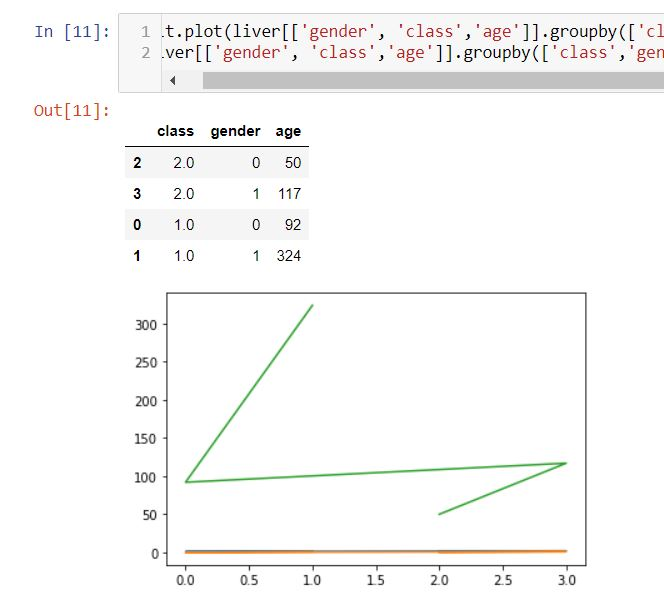 In [11]:
1 lt.plot(liver[['gender', 'class','age']].groupby(['cl
2 iver[['gender', 'class','age']].groupby(['class','gen
Out[11]:
class gender age
2 2.0 0 50
3 2.0 1 117
0 1.0 0 92
1 1.0 1 324
300
250
200
150
100
50
0
0.0 0.5 1.0 1.5 2.0 2.5 3.0